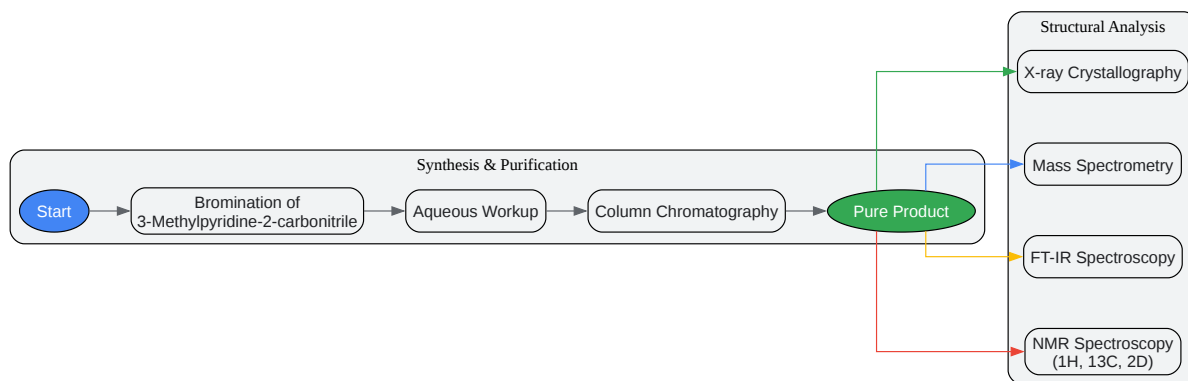 Structural Analysis
X-ray Crystallography
Synthesis & Purification
Mass Spectrometry
Start
Bromination of
3-Methylpyridine-2-carbonitrile
Aqueous Workup
Column Chromatography
Pure Product
FT-IR Spectroscopy
NMR Spectroscopy
(1H, 13C, 2D)